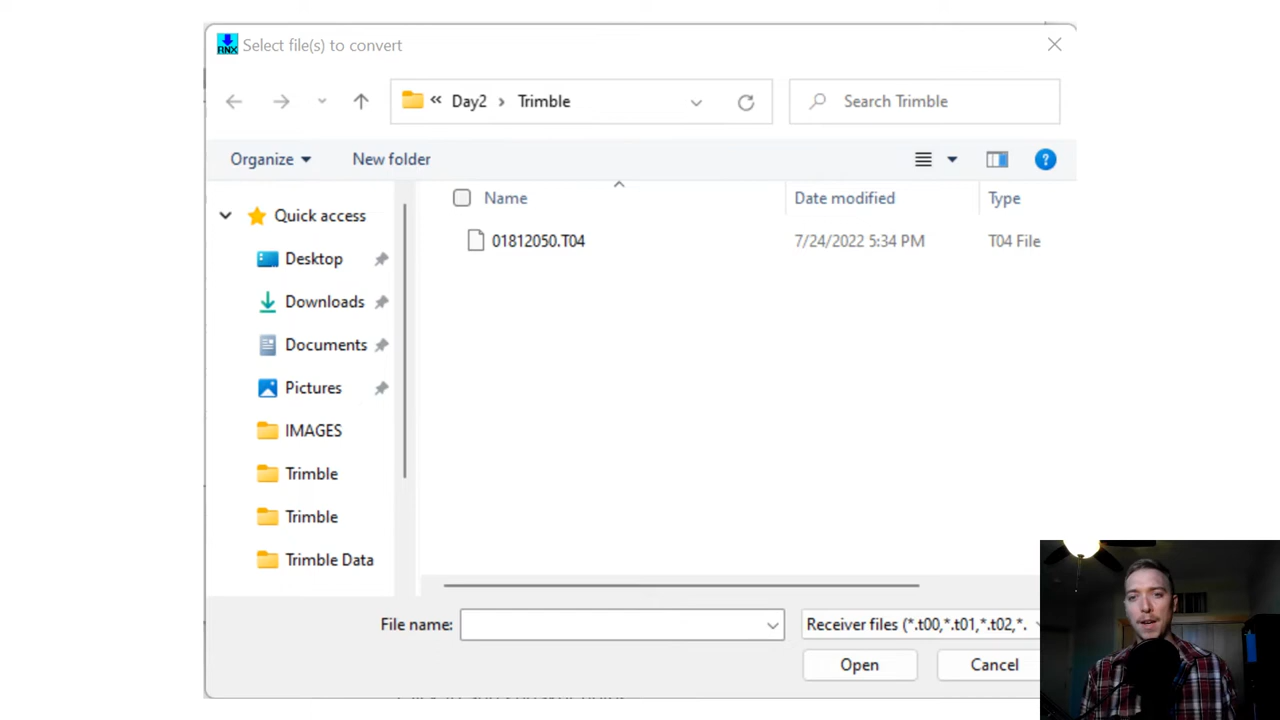 RNX Select file(s) to convert
« Day2 › Trimble
Search Trimble
Organize
New folder
?
Name
Date modified
Type
01812050.T04
7/24/2022 5:34 PM
T04 File
Quick access
Desktop
Downloads
Documents
Pictures
IMAGES
Trimble
Trimble
Trimble Data
File name:
Receiver files (*.t00,*.t01,*.t02,*.
Open
Cancel